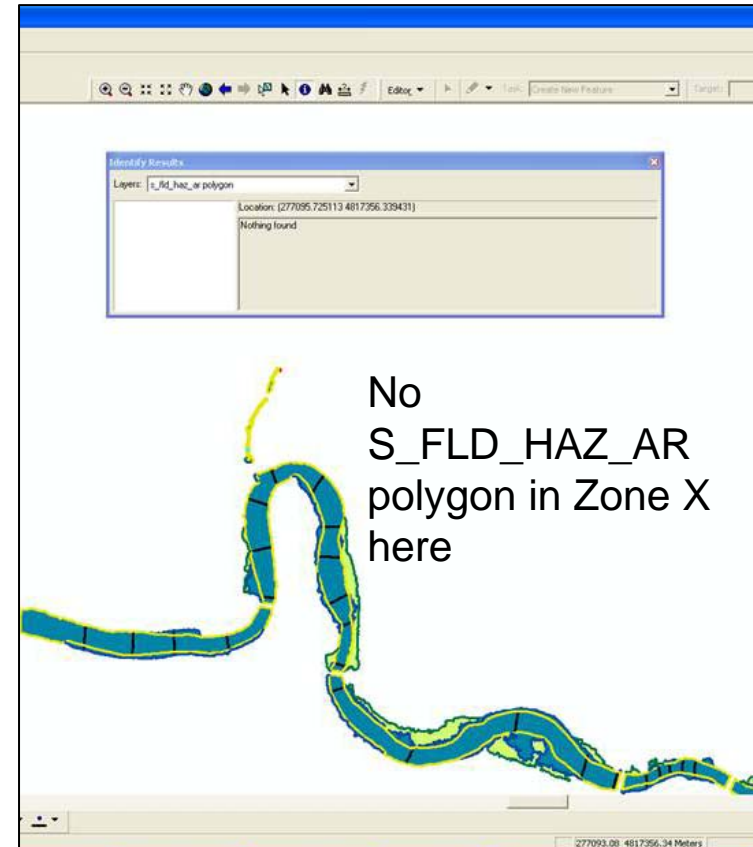 Editor
Task: Create New Feature
Target:
Identify Results
Layers: s_fld_haz_ar polygon
Location: (277095.725113 4817356.339431)
Nothing found
No
S_FLD_HAZ_AR
polygon in Zone X
here
277093.08 4817356.34 Meters